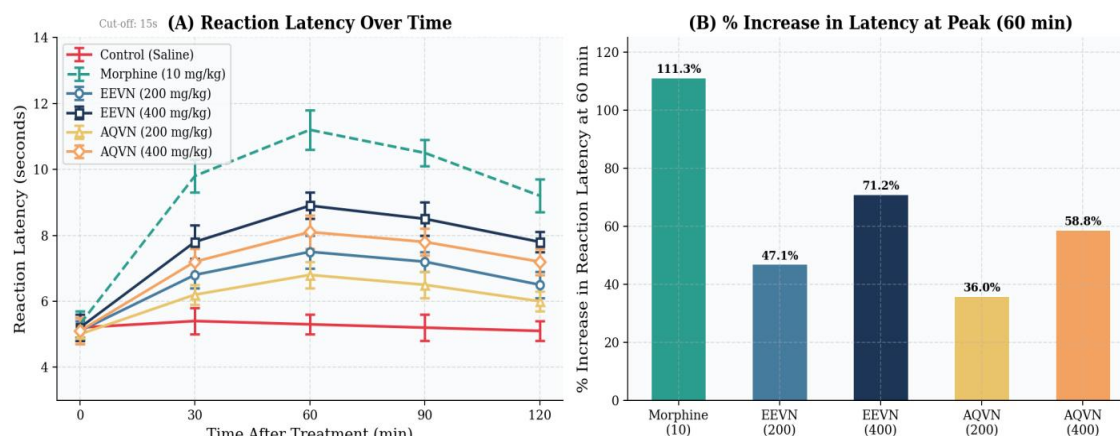 Cut-off: 15s
(A) Reaction Latency Over Time
Reaction Latency (seconds)
14
12
10
8
6
4
Control (Saline)
Morphine (10 mg/kg)
EEVN (200 mg/kg)
EEVN (400 mg/kg)
AQVN (200 mg/kg)
AQVN (400 mg/kg)
0
30
60
90
120
Time After Treatment (min)
(B) % Increase in Latency at Peak (60 min)
% Increase in Reaction Latency at 60 min
120
100
80
60
40
20
0
111.3%
47.1%
71.2%
36.0%
58.8%
Morphine
(10)
EEVN
(200)
EEVN
(400)
AQVN
(200)
AQVN
(400)